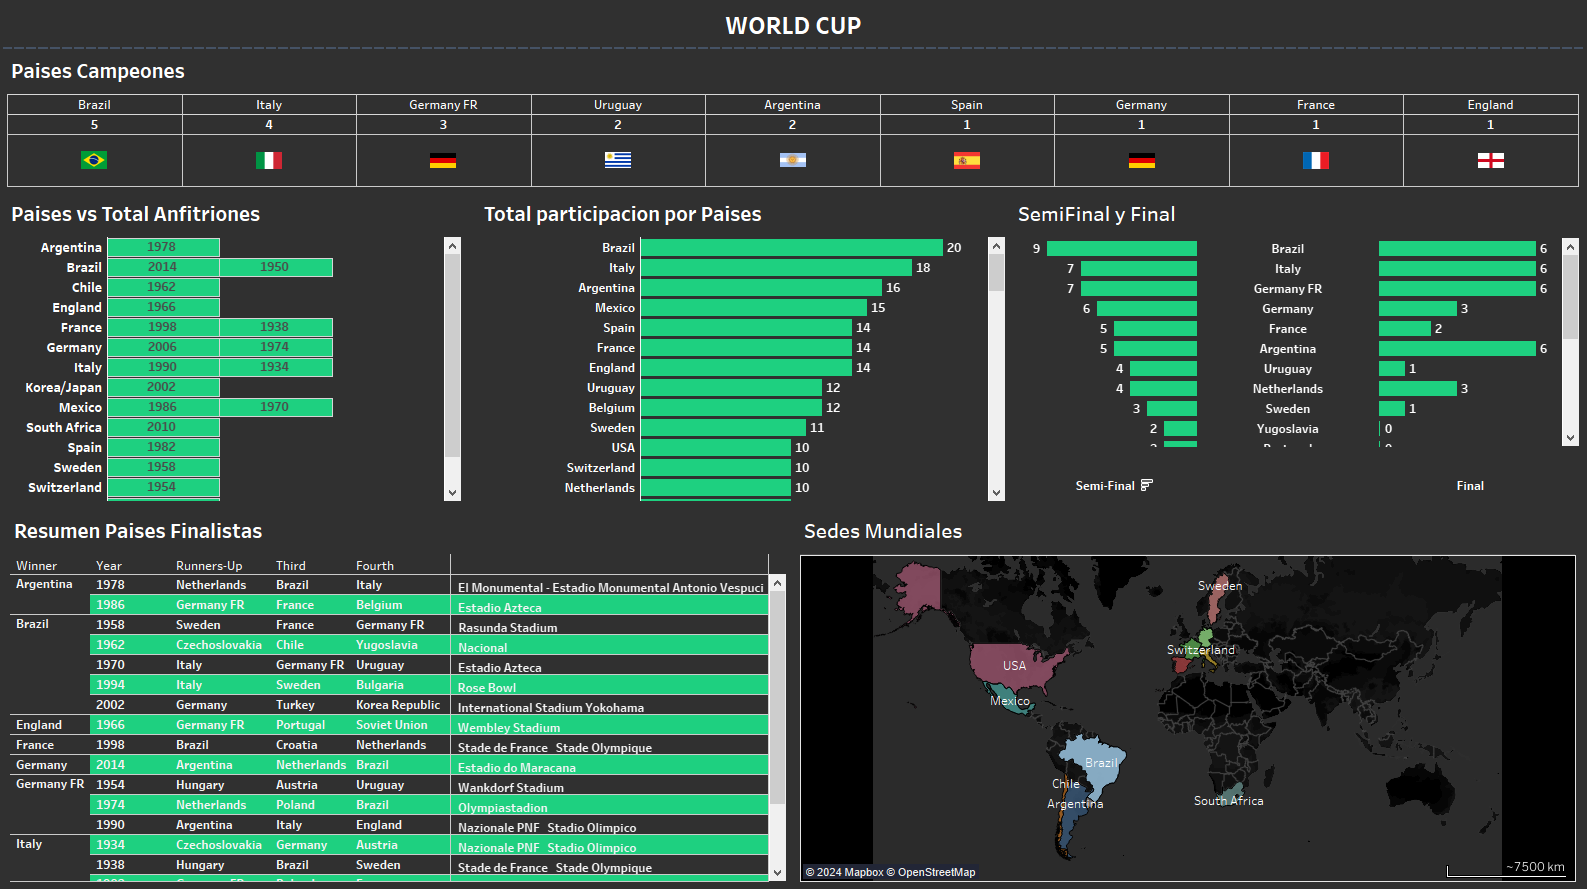 WORLD CUP
Paises Campeones
Brazil Italy Germany FR Uruguay Argentina Spain Germany France England
5 4 3 2 2 1 1 1 1
Paises vs Total Anfitriones
Argentina 1978
Brazil 2014 1950
Chile 1962
England 1966
France 1998 1938
Germany 2006 1974
Italy 1990 1934
Korea/Japan 2002
Mexico 1986 1970
South Africa 2010
Spain 1982
Sweden 1958
Switzerland 1954
Total participacion por Paises
Brazil 20
Italy 18
Argentina 16
Mexico 15
Spain 14
France 14
England 14
Uruguay 12
Belgium 12
Sweden 11
USA 10
Switzerland 10
Netherlands 10
SemiFinal y Final
9 Brazil 6
7 Italy 6
7 Germany FR 6
6 Germany 3
5 France 2
5 Argentina 6
4 Uruguay 1
4 Netherlands 3
3 Sweden 1
2 Yugoslavia 0
Semi-Final Final
Resumen Paises Finalistas
Winner Year Runners-Up Third Fourth
Argentina 1978 Netherlands Brazil Italy El Monumental - Estadio Monumental Antonio Vespuci
1986 Germany FR France Belgium Estadio Azteca
Brazil 1958 Sweden France Germany FR Rasunda Stadium
1962 Czechoslovakia Chile Yugoslavia Nacional
1970 Italy Germany FR Uruguay Estadio Azteca
1994 Italy Sweden Bulgaria Rose Bowl
2002 Germany Turkey Korea Republic International Stadium Yokohama
England 1966 Germany FR Portugal Soviet Union Wembley Stadium
France 1998 Brazil Croatia Netherlands Stade de France Stade Olympique
Germany 2014 Argentina Netherlands Brazil Estadio do Maracana
Germany FR 1954 Hungary Austria Uruguay Wankdorf Stadium
1974 Netherlands Poland Brazil Olympiastadion
1990 Argentina Italy England Nazionale PNF Stadio Olimpico
Italy 1934 Czechoslovakia Germany Austria Nazionale PNF Stadio Olimpico
1938 Hungary Brazil Sweden Stade de France Stade Olympique
Sedes Mundiales
Sweden
Switzerland
USA
Mexico
Brazil
Chile
Argentina
South Africa
© 2024 Mapbox © OpenStreetMap
~7500 km